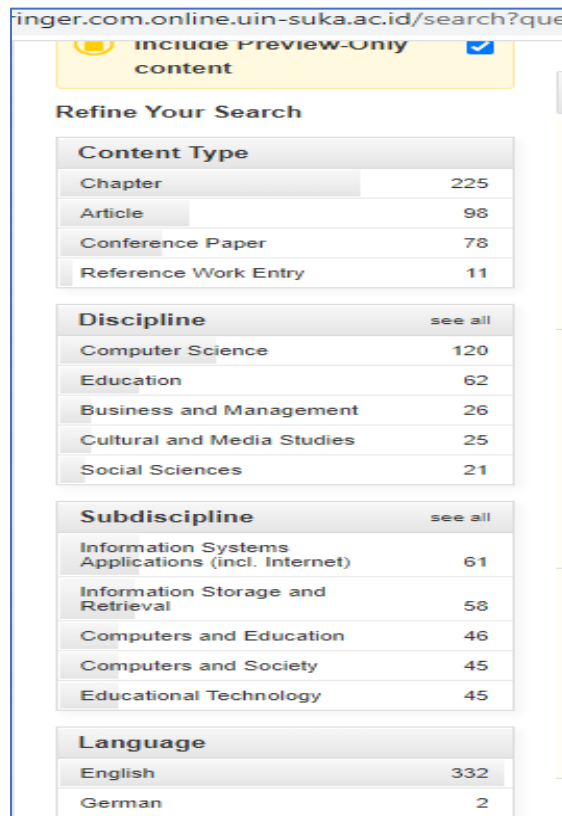 ringer.com.online.uin-suka.ac.id/search?que
Include Preview-Only
content
Refine Your Search
Content Type
Chapter 225
Article 98
Conference Paper 78
Reference Work Entry 11
Discipline see all
Computer Science 120
Education 62
Business and Management 26
Cultural and Media Studies 25
Social Sciences 21
Subdiscipline see all
Information Systems
Applications (incl. Internet) 61
Information Storage and
Retrieval 58
Computers and Education 46
Computers and Society 45
Educational Technology 45
Language
English 332
German 2